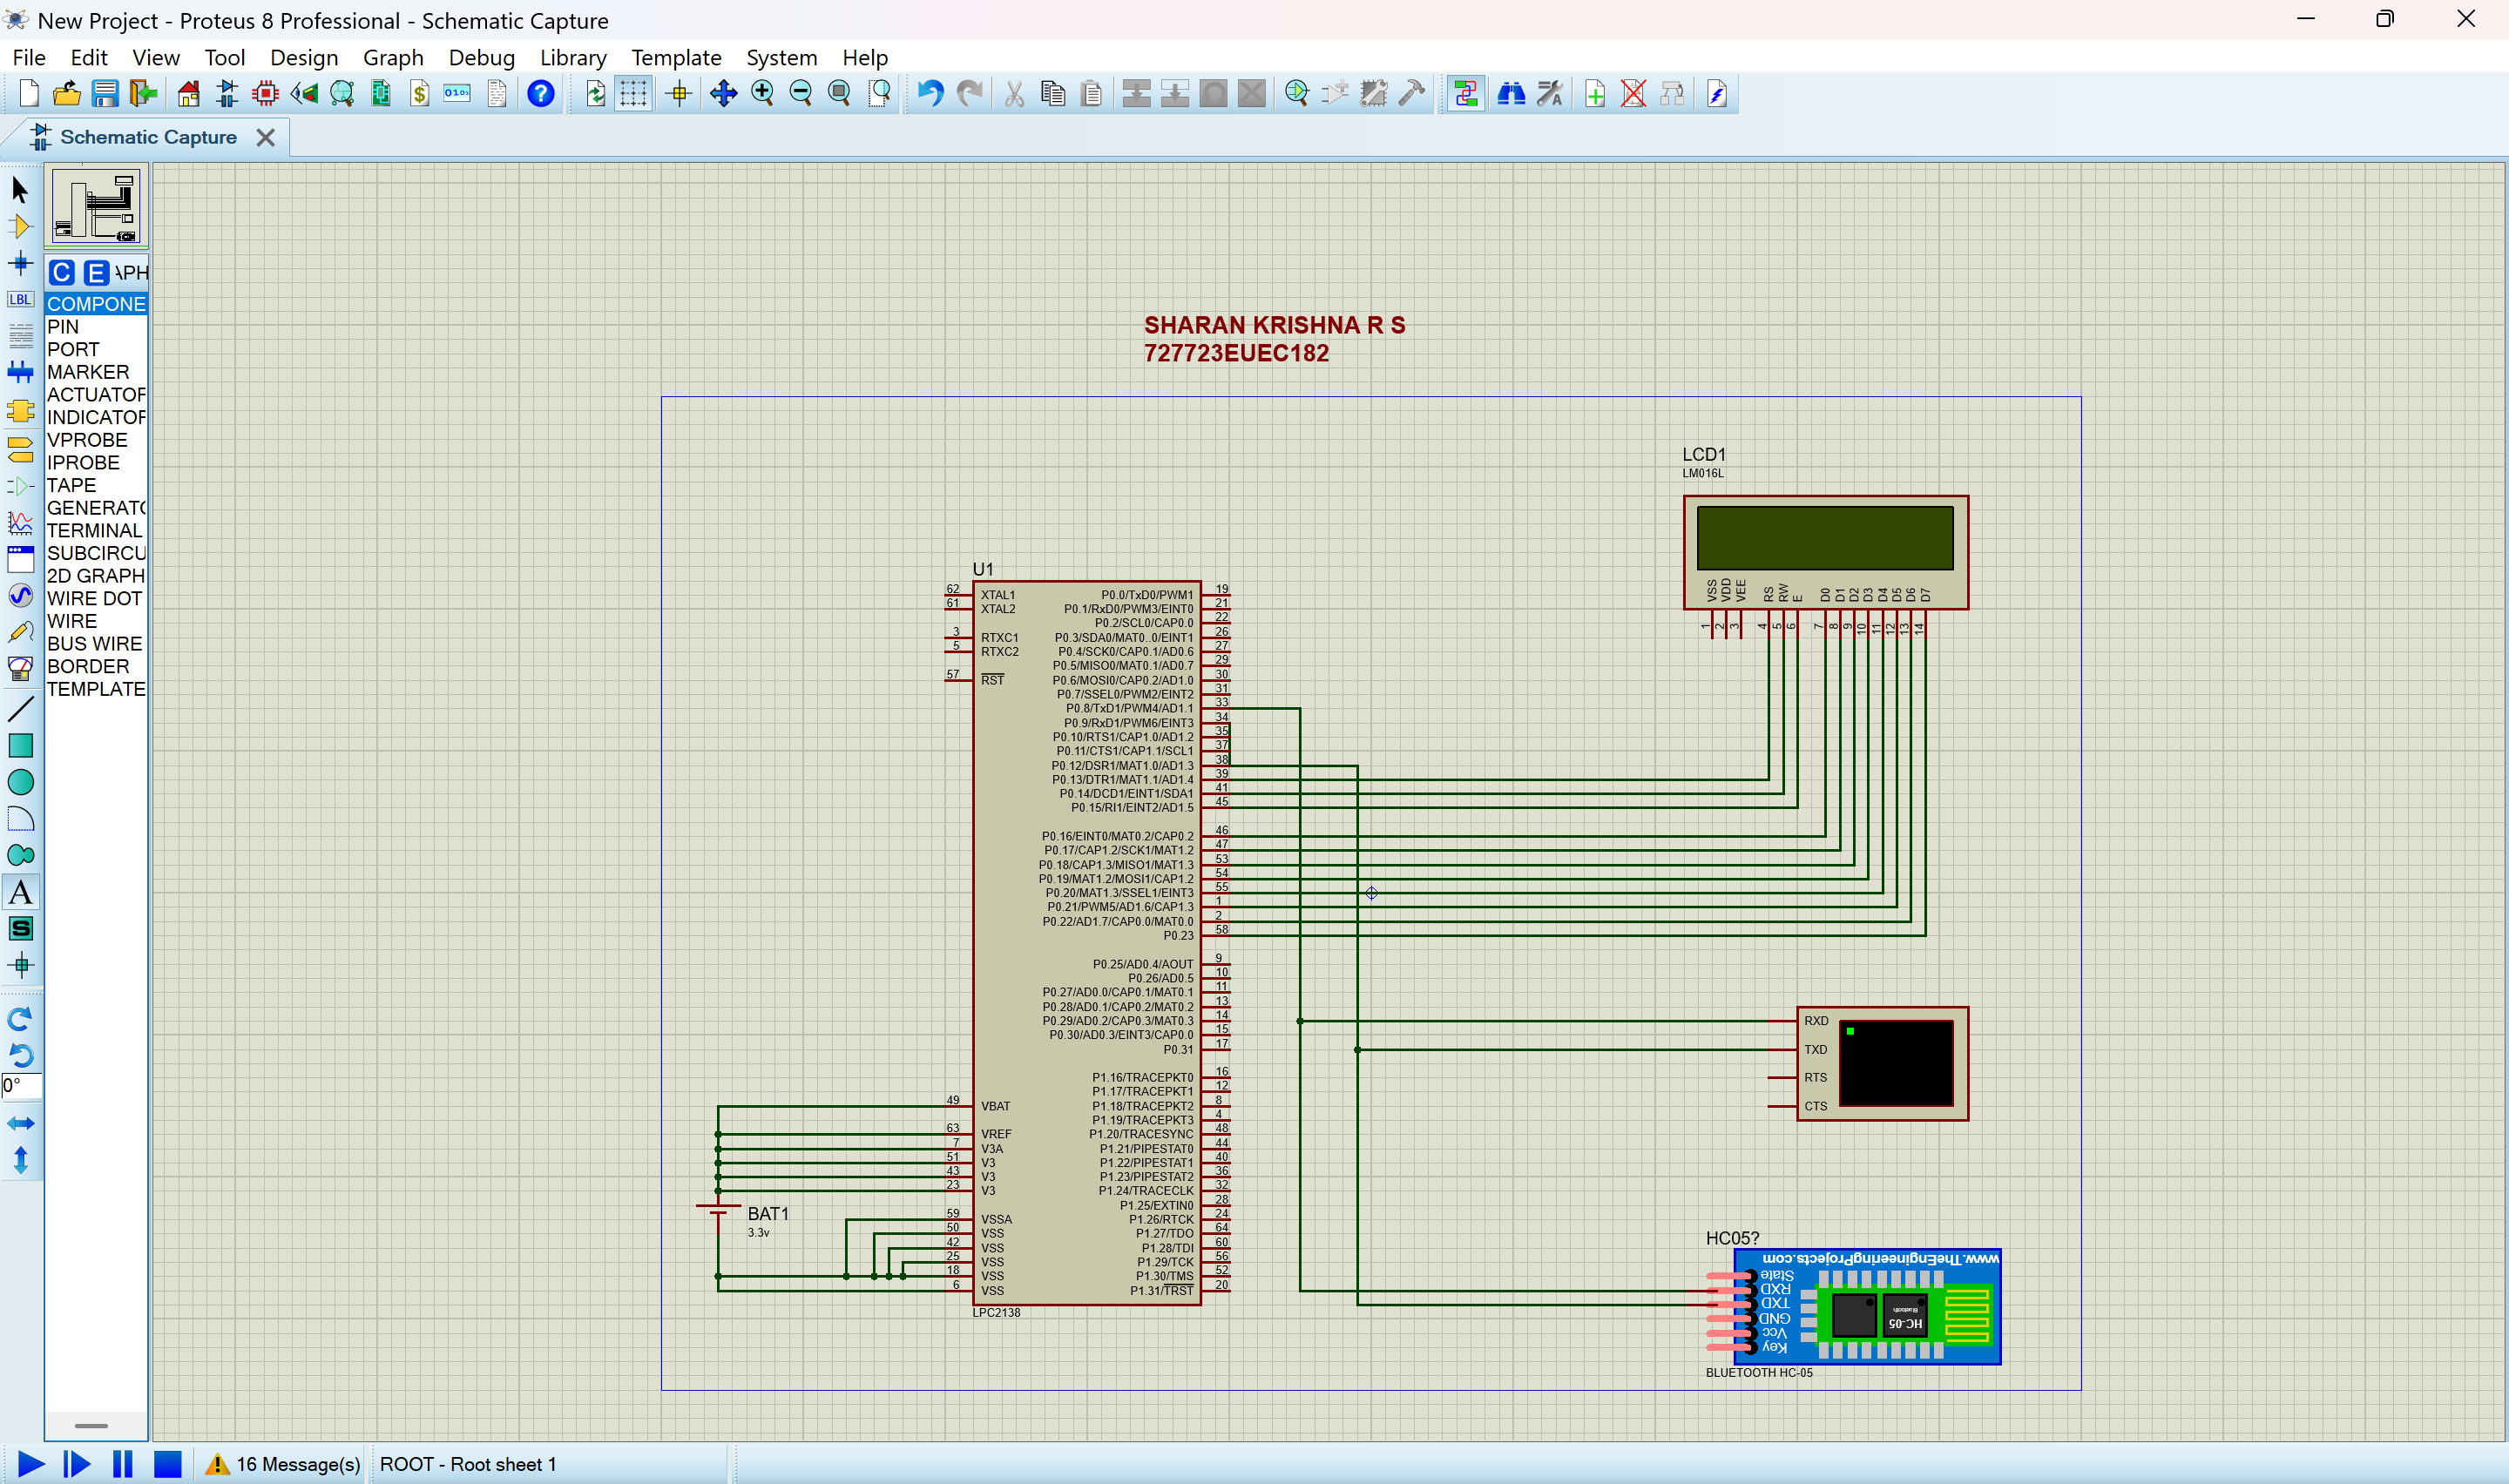 New Project - Proteus 8 Professional - Schematic Capture
File Edit View Tool Design Graph Debug Library Template System Help
Schematic Capture
LBL
C E APH
COMPONE
PIN
PORT
MARKER
ACTUATOR
INDICATOR
VPROBE
IPROBE
TAPE
GENERATO
TERMINAL
SUBCIRCU
2D GRAPH
WIRE DOT
WIRE
BUS WIRE
BORDER
TEMPLATE
A
S
0°
SHARAN KRISHNA R S
727723EUEC182
LCD1
LM016L
VSS VDD VEE RS RW E D0 D1 D2 D3 D4 D5 D6 D7
1 2 3 4 5 6 7 8 9 10 11 12 13 14
U1
62 XTAL1 P0.0/TxD0/PWM1 19
61 XTAL2 P0.1/RxD0/PWM3/EINT0 21
P0.2/SCL0/CAP0.0 22
3 RTXC1 P0.3/SDA0/MAT0..0/EINT1 26
5 RTXC2 P0.4/SCK0/CAP0.1/AD0.6 27
P0.5/MISO0/MAT0.1/AD0.7 29
57 RST P0.6/MOSI0/CAP0.2/AD1.0 30
P0.7/SSEL0/PWM2/EINT2 31
P0.8/TxD1/PWM4/AD1.1 33
P0.9/RxD1/PWM6/EINT3 34
P0.10/RTS1/CAP1.0/AD1.2 35
P0.11/CTS1/CAP1.1/SCL1 37
P0.12/DSR1/MAT1.0/AD1.3 38
P0.13/DTR1/MAT1.1/AD1.4 39
P0.14/DCD1/EINT1/SDA1 41
P0.15/RI1/EINT2/AD1.5 45
P0.16/EINT0/MAT0.2/CAP0.2 46
P0.17/CAP1.2/SCK1/MAT1.2 47
P0.18/CAP1.3/MISO1/MAT1.3 53
P0.19/MAT1.2/MOSI1/CAP1.2 54
P0.20/MAT1.3/SSEL1/EINT3 55
P0.21/PWM5/AD1.6/CAP1.3 1
P0.22/AD1.7/CAP0.0/MAT0.0 2
P0.23 58
P0.25/AD0.4/AOUT 9
P0.26/AD0.5 10
P0.27/AD0.0/CAP0.1/MAT0.1 11
P0.28/AD0.1/CAP0.2/MAT0.2 13
P0.29/AD0.2/CAP0.3/MAT0.3 14
P0.30/AD0.3/EINT3/CAP0.0 15
P0.31 17
P1.16/TRACEPKT0 16
P1.17/TRACEPKT1 12
49 VBAT P1.18/TRACEPKT2 8
P1.19/TRACEPKT3 4
63 VREF P1.20/TRACESYNC 48
7 V3A P1.21/PIPESTAT0 44
51 V3 P1.22/PIPESTAT1 40
43 V3 P1.23/PIPESTAT2 36
23 V3 P1.24/TRACECLK 32
P1.25/EXTIN0 28
59 VSSA P1.26/RTCK 24
50 VSS P1.27/TDO 64
42 VSS P1.28/TDI 60
25 VSS P1.29/TCK 56
18 VSS P1.30/TMS 52
6 VSS P1.31/TRST 20
LPC2138
BAT1
3.3v
RXD
TXD
RTS
CTS
HC05?
www.TheEngineeringProjects.com
State
RXD
TXD
GND
Vcc
Key
Bluetooth
HC-05
BLUETOOTH HC-05
16 Message(s) ROOT - Root sheet 1